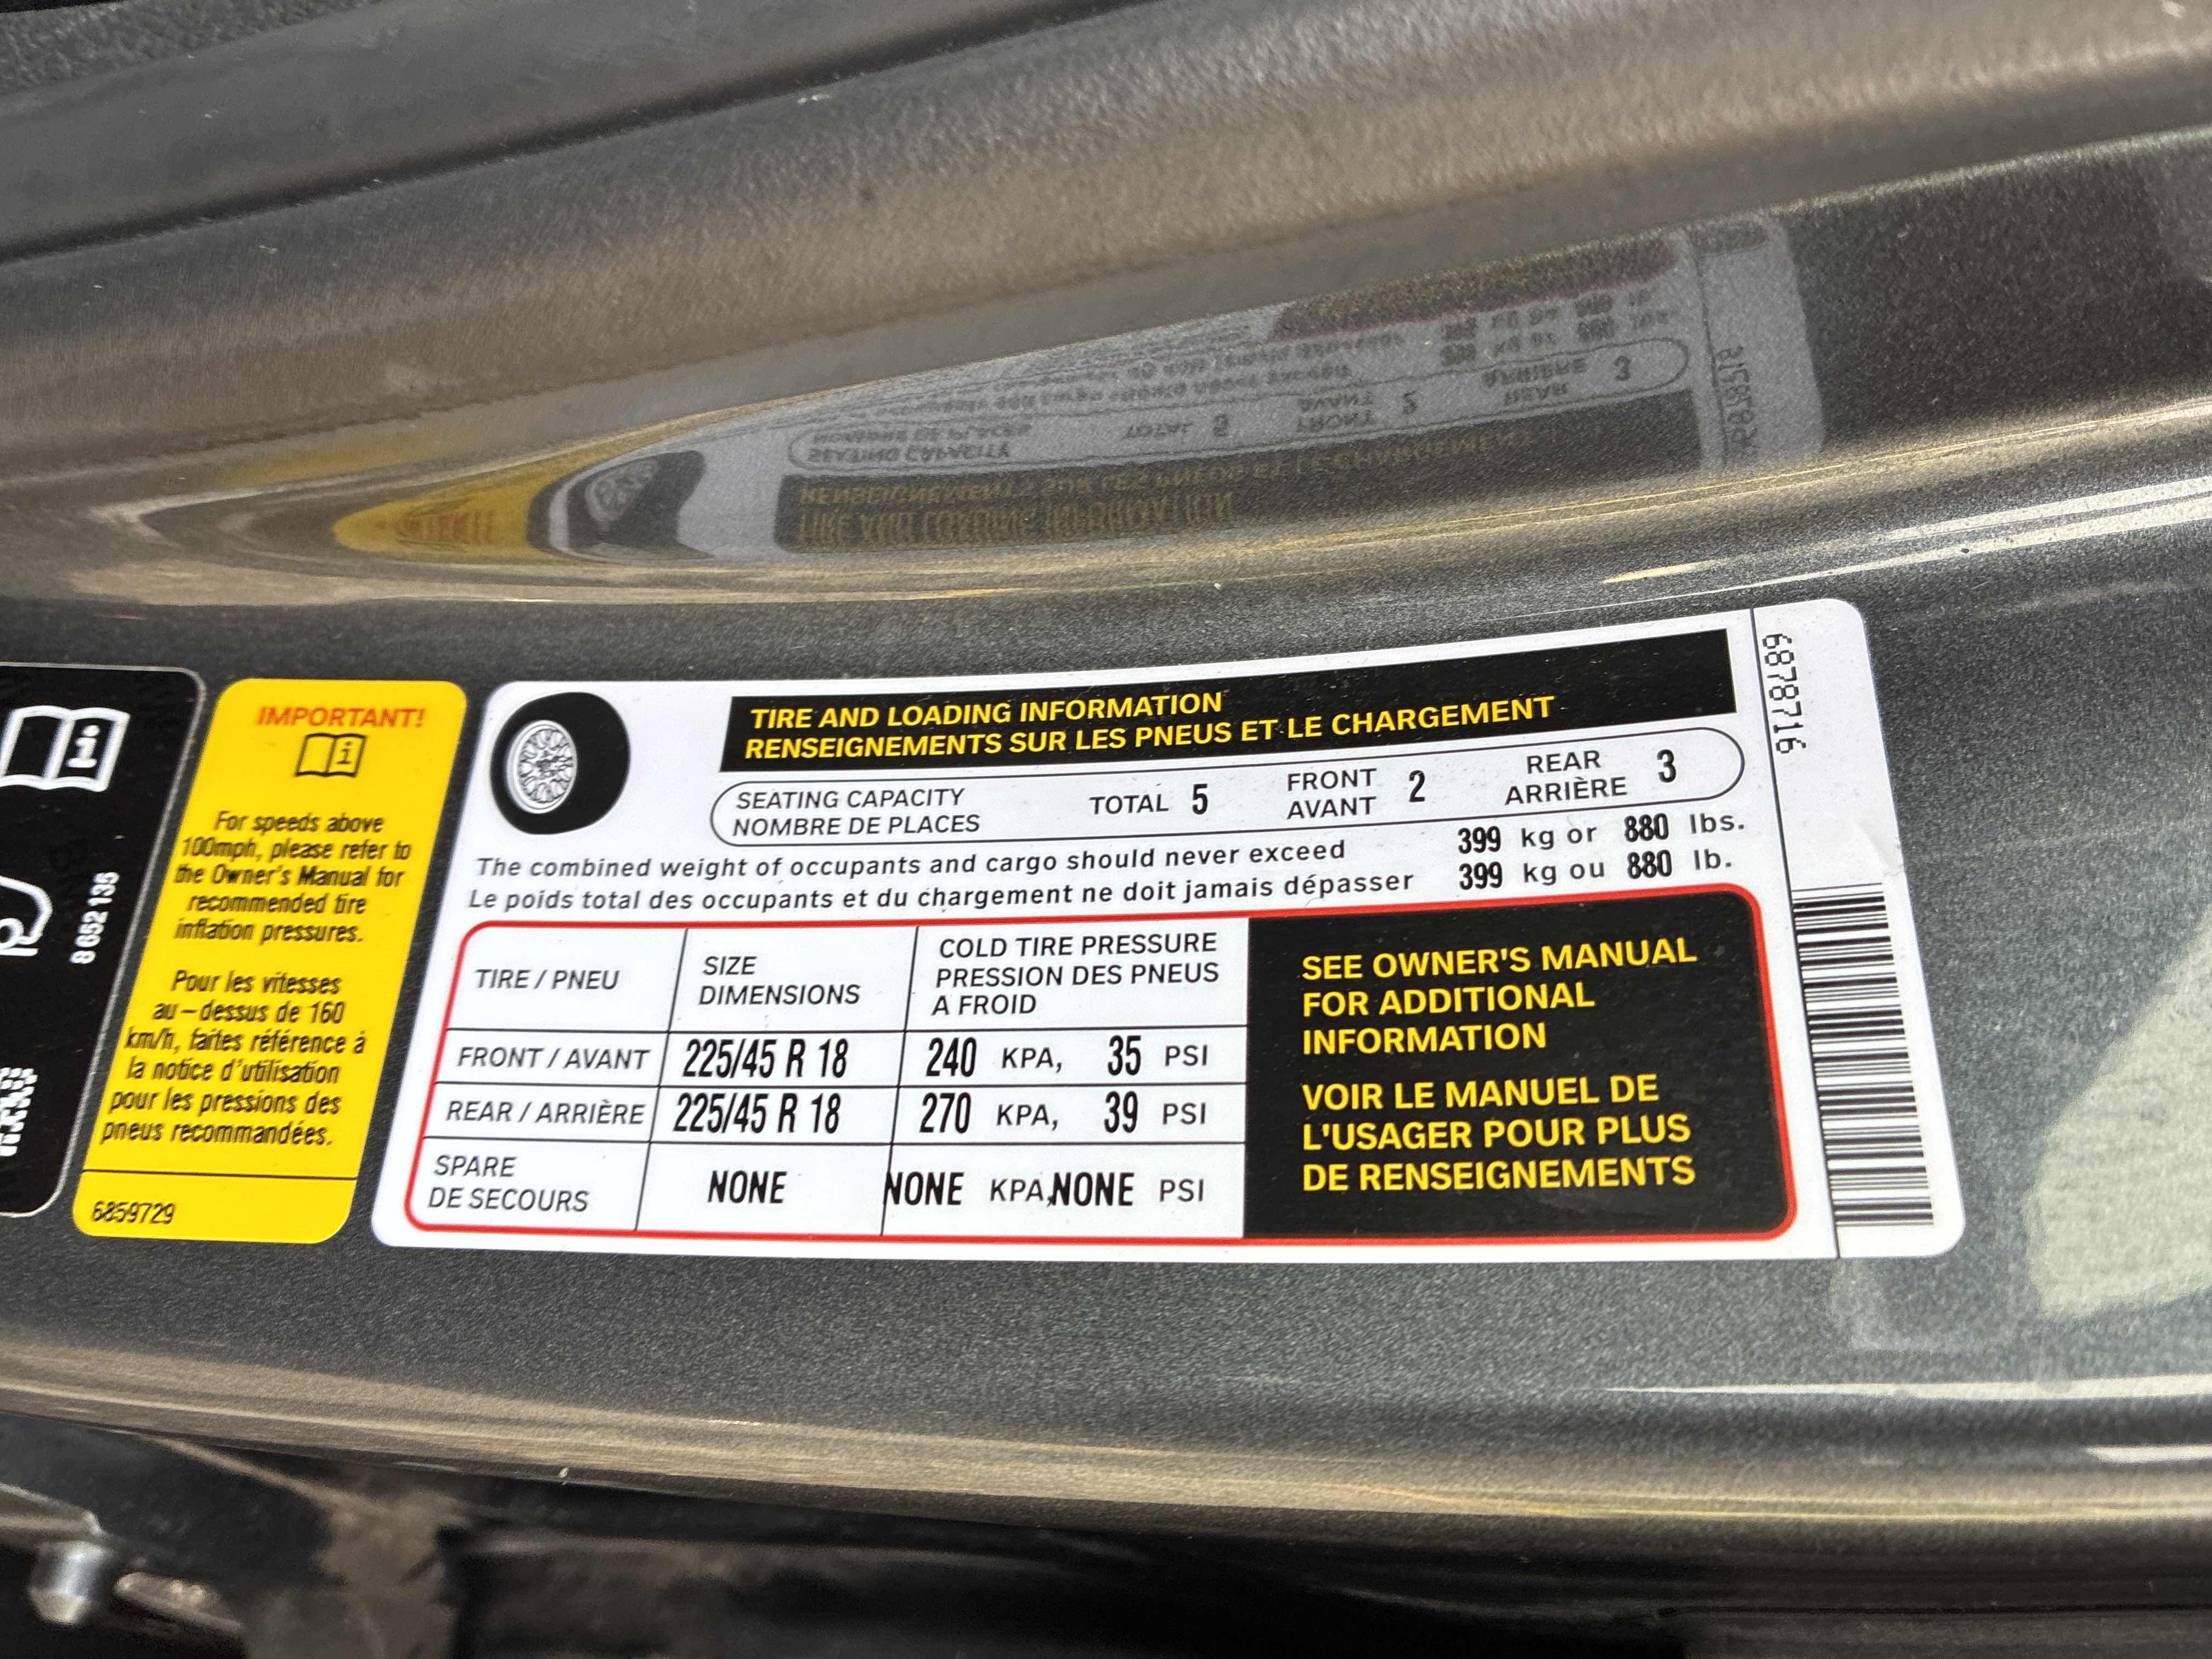 8 652 135
IMPORTANT!
For speeds above
100mph, please refer to
the Owner's Manual for
recommended tire
inflation pressures.
Pour les vitesses
au-dessus de 160
km/h, faites référence à
la notice d'utilisation
pour les pressions des
pneus recommandées.
6859729
TIRE AND LOADING INFORMATION
RENSEIGNEMENTS SUR LES PNEUS ET LE CHARGEMENT
SEATING CAPACITY
NOMBRE DE PLACES
TOTAL 5
FRONT
AVANT 2
REAR
ARRIÈRE 3
The combined weight of occupants and cargo should never exceed 399 kg or 880 lbs.
Le poids total des occupants et du chargement ne doit jamais dépasser 399 kg ou 880 lb.
TIRE / PNEU
SIZE
DIMENSIONS
COLD TIRE PRESSURE
PRESSION DES PNEUS
A FROID
FRONT / AVANT 225/45 R 18 240 KPA, 35 PSI
REAR / ARRIÈRE 225/45 R 18 270 KPA, 39 PSI
SPARE
DE SECOURS NONE NONE KPA, NONE PSI
SEE OWNER'S MANUAL
FOR ADDITIONAL
INFORMATION
VOIR LE MANUEL DE
L'USAGER POUR PLUS
DE RENSEIGNEMENTS
6878716